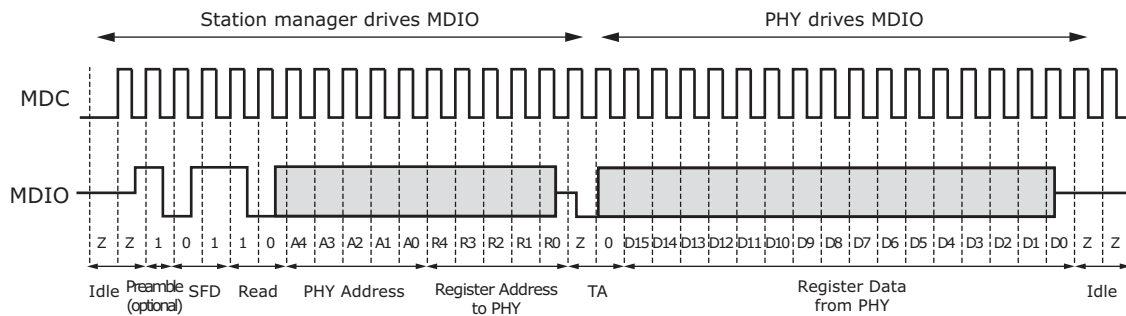 Station manager drives MDIO PHY drives MDIO
MDC
MDIO
Z Z 1 0 1 1 0 A4 A3 A2 A1 A0 R4 R3 R2 R1 R0 Z 0 D15 D14 D13 D12 D11 D10 D9 D8 D7 D6 D5 D4 D3 D2 D1 D0 Z Z
Idle Preamble (optional) SFD Read PHY Address Register Address to PHY TA Register Data from PHY Idle